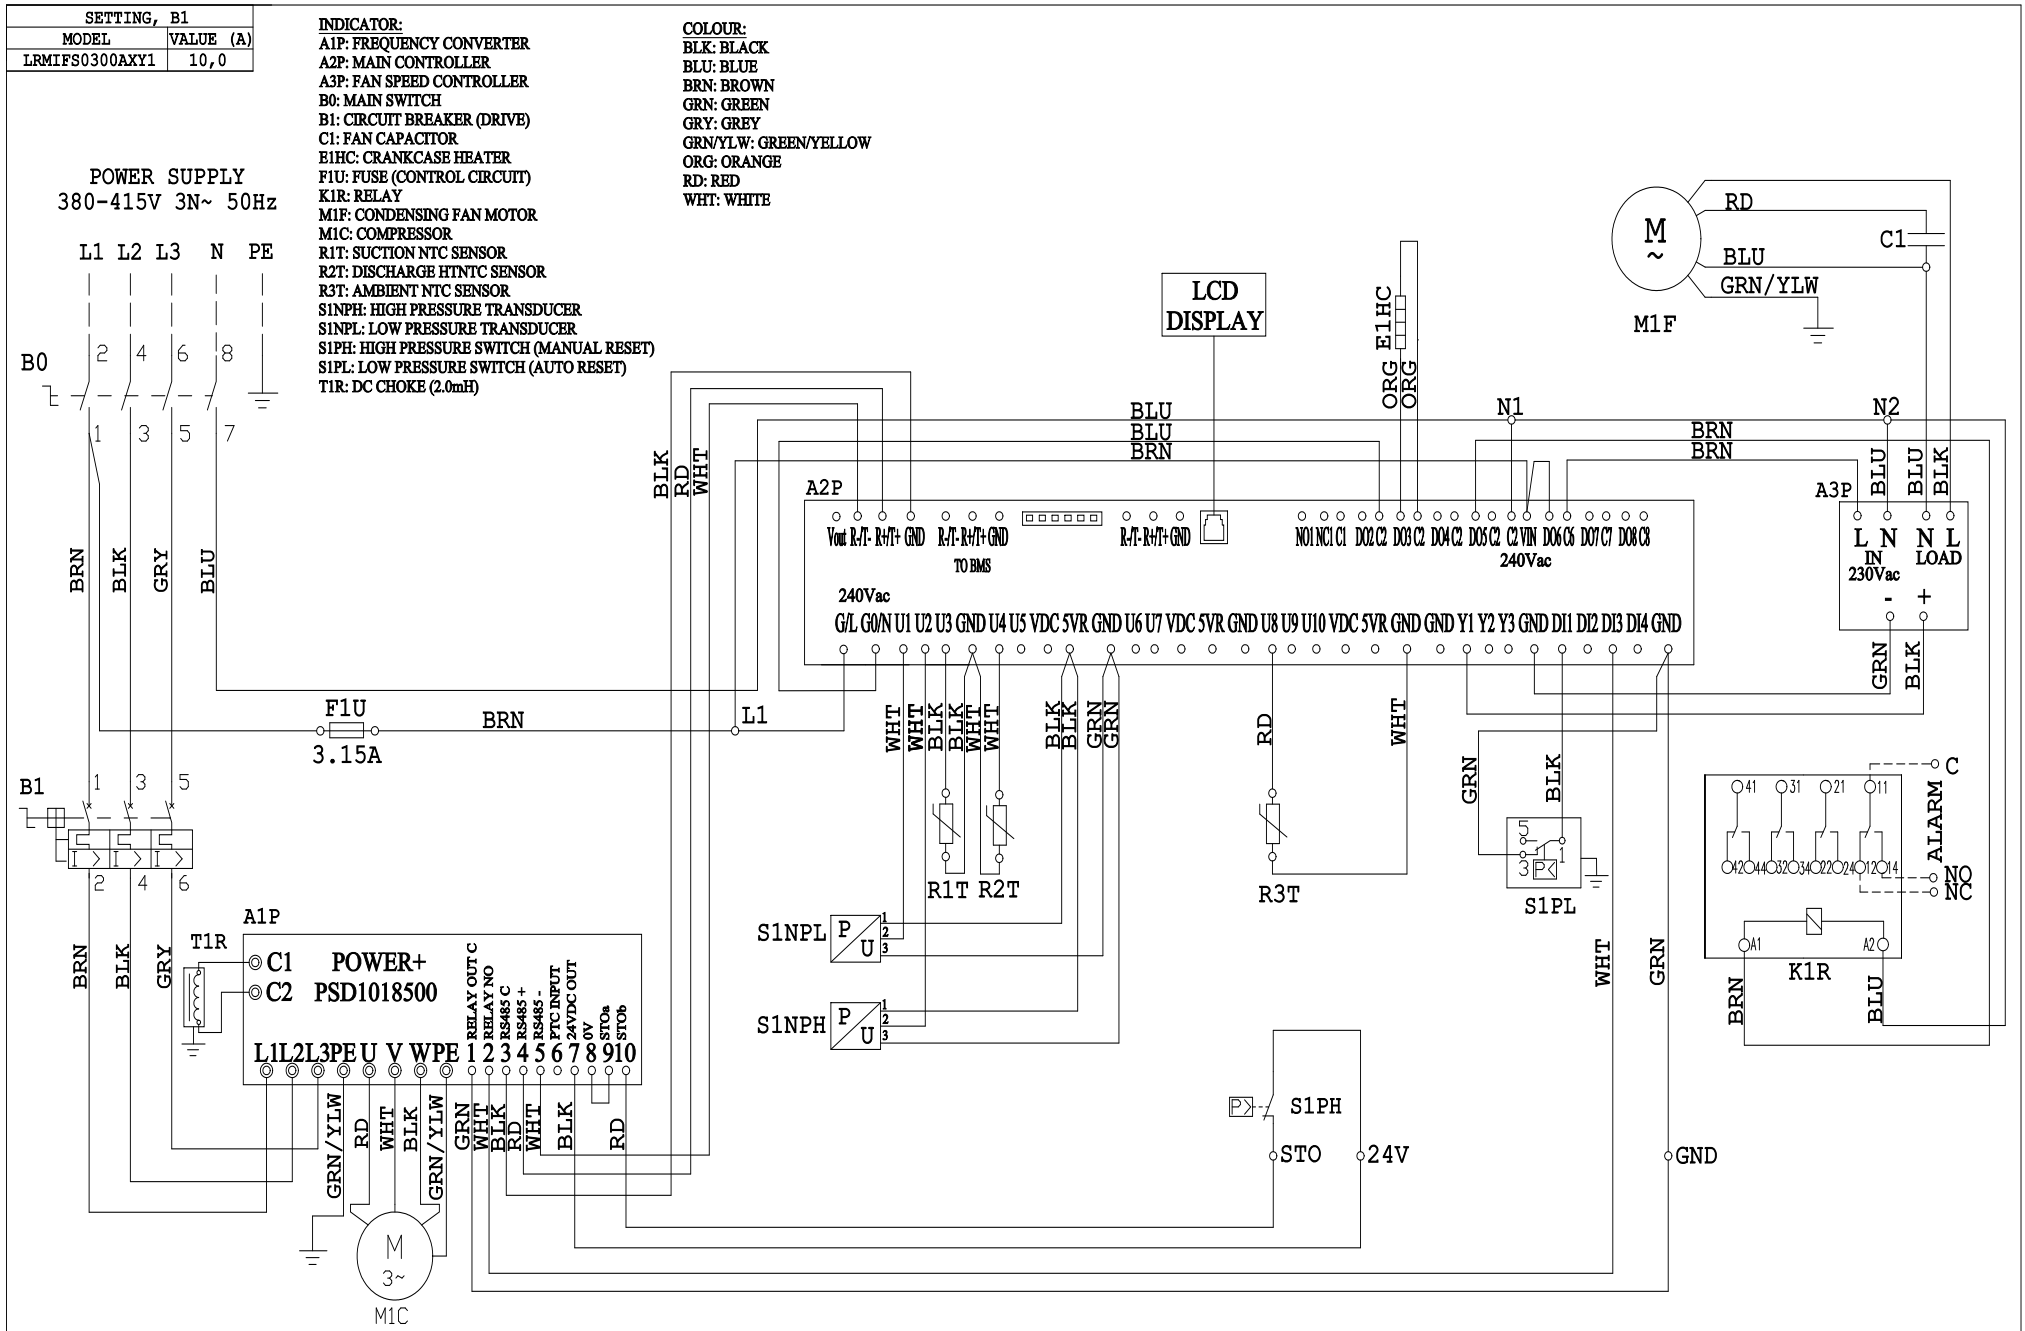 SETTING, B1
MODEL VALUE (A)
LRMIFS0300AXY1 10,0
INDICATOR:
A1P: FREQUENCY CONVERTER
A2P: MAIN CONTROLLER
A3P: FAN SPEED CONTROLLER
B0: MAIN SWITCH
B1: CIRCUIT BREAKER (DRIVE)
C1: FAN CAPACITOR
E1HC: CRANKCASE HEATER
F1U: FUSE (CONTROL CIRCUIT)
K1R: RELAY
M1F: CONDENSING FAN MOTOR
M1C: COMPRESSOR
R1T: SUCTION NTC SENSOR
R2T: DISCHARGE HTNTC SENSOR
R3T: AMBIENT NTC SENSOR
S1NPH: HIGH PRESSURE TRANSDUCER
S1NPL: LOW PRESSURE TRANSDUCER
S1PH: HIGH PRESSURE SWITCH (MANUAL RESET)
S1PL: LOW PRESSURE SWITCH (AUTO RESET)
T1R: DC CHOKE (2.0mH)
COLOUR:
BLK: BLACK
BLU: BLUE
BRN: BROWN
GRN: GREEN
GRY: GREY
GRN/YLW: GREEN/YELLOW
ORG: ORANGE
RD: RED
WHT: WHITE
POWER SUPPLY
380-415V 3N~ 50Hz
L1 L2 L3 N PE
B0
2 4 6 8
1 3 5 7
BRN BLK GRY BLU
F1U
3.15A
BRN
L1
B1
1 3 5
I > I > I >
2 4 6
BRN BLK GRY
T1R
A1P
C1
C2
POWER+
PSD1018500
RELAY OUT C
RELAY NO
RS485 C
RS485 +
RS485 -
PTC INPUT
24VDC OUT
0V
STOa
STOb
L1 L2 L3 PE U V W PE 1 2 3 4 5 6 7 8 9 10
GRN/YLW RD WHT BLK GRN/YLW GRN WHT BLK RD WHT BLK RD
M
3~
M1C
BLK RD WHT
BLU
BLU
BRN
LCD
DISPLAY
E1HC
ORG ORG
N1
N2
BRN
BRN
M
~
M1F
RD
BLU
GRN/YLW
C1
A2P
Vout R-/T- R+/T+ GND R-/T- R+/T+ GND R-/T- R+/T+ GND NO1 NC1 C1 DO2 C2 DO3 C2 DO4 C2 DO5 C2 C2 VIN DO6 C6 DO7 C7 DO8 C8
TO BMS
240Vac
240Vac
G/L G0/N U1 U2 U3 GND U4 U5 VDC 5VR GND U6 U7 VDC 5VR GND U8 U9 U10 VDC 5VR GND GND Y1 Y2 Y3 GND DI1 DI2 DI3 DI4 GND
A3P
BLU BLU BLK
L N N L
IN LOAD
230Vac
- +
GRN BLK
WHT WHT BLK BLK WHT WHT BLK BLK GRN GRN RD WHT
R1T R2T
R3T
S1NPL
P
U
1
2
3
S1NPH
P
U
1
2
3
GRN BLK
5
3
1
P<
S1PL
WHT GRN
P>
S1PH
STO
24V
GND
41 31 21 11
42 44 32 34 22 24 12 14
C
ALARM
NO
NC
A1 A2
K1R
BRN BLU